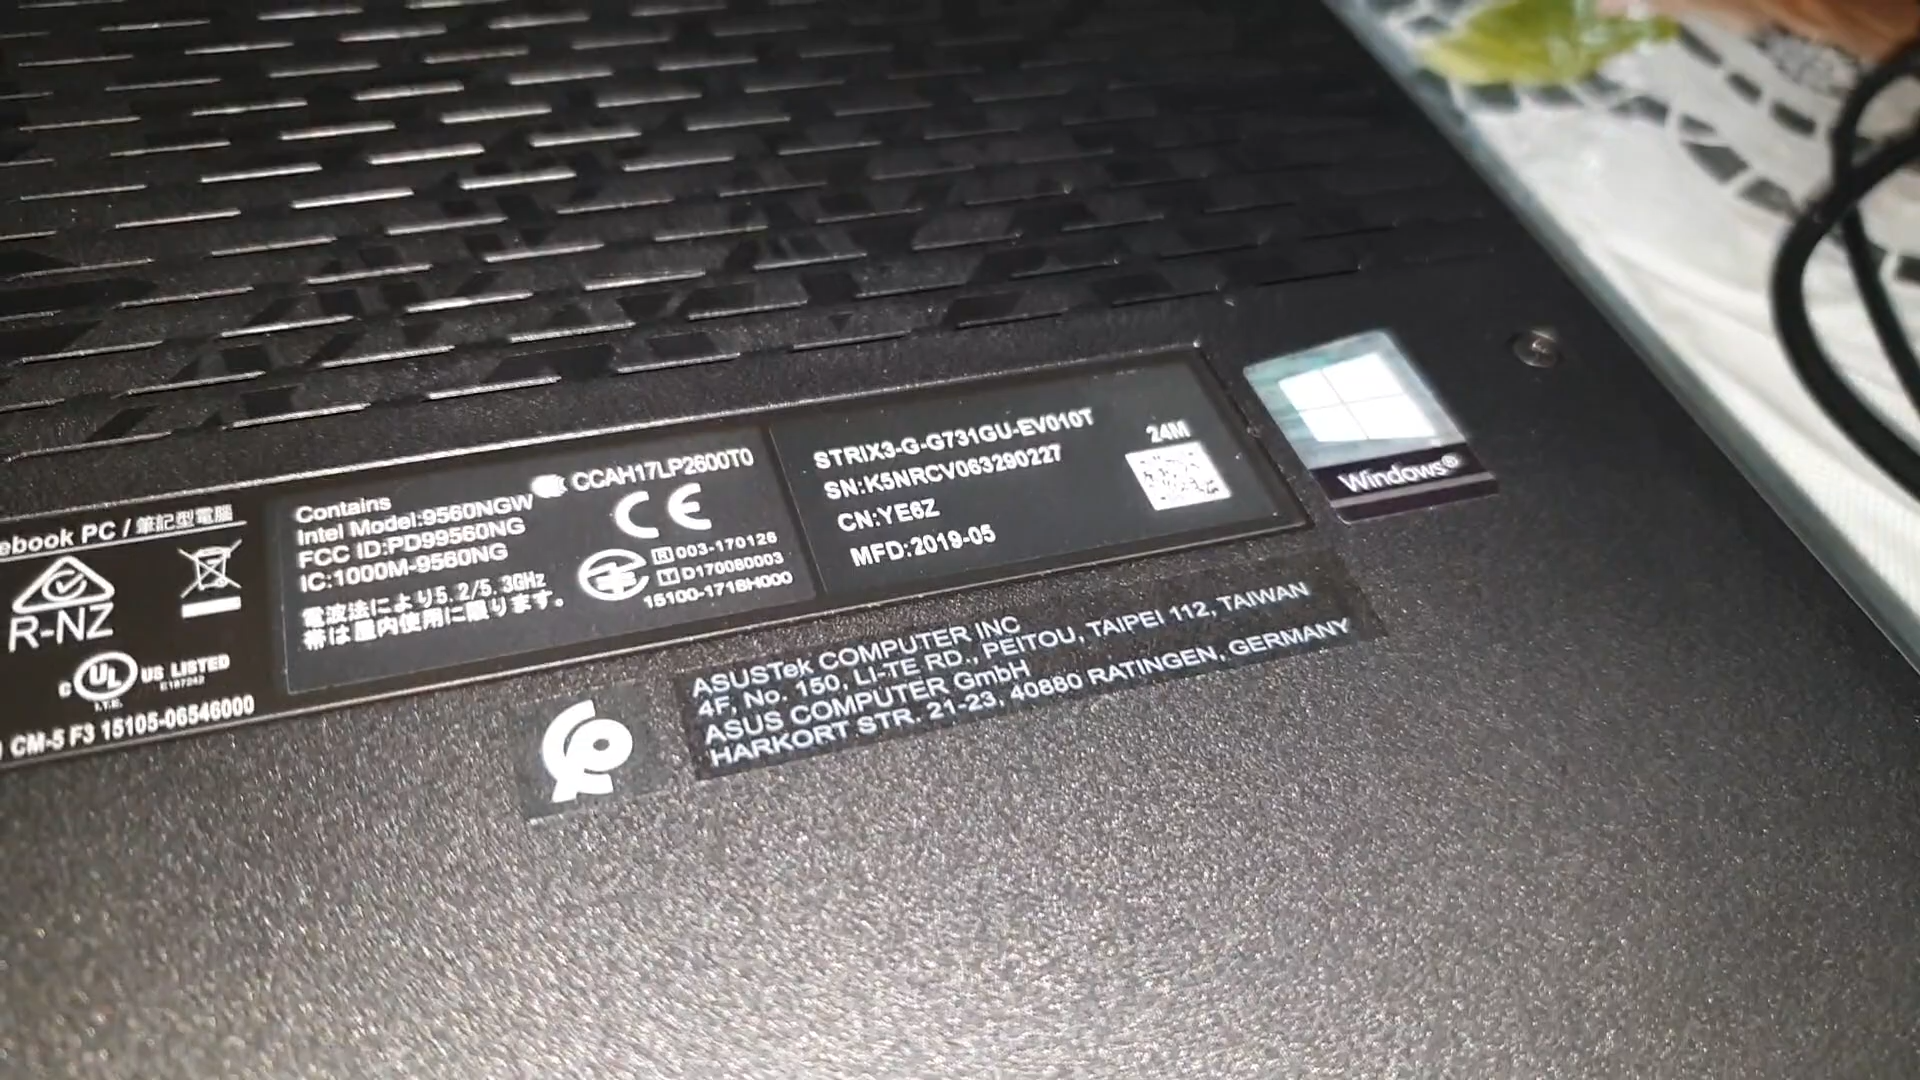 ebook PC / 筆記型電腦
R-NZ
C UL US LISTED
E187242
I.T.E.
CM-5 F3 15105-06546000
Contains
Intel Model:9560NGW
FCC ID:PD99560NG
IC:1000M-9560NG
電波法により5.2/5.3GHz
帯は屋内使用に限ります。
CCAH17LP2600T0
CE
R 003-170126
T D170080003
15100-1718H000
STRIX3-G-G731GU-EV010T
SN:K5NRCV063290227
CN:YE6Z
MFD:2019-05
24M
Windows®
ASUSTek COMPUTER INC
4F, No. 150, LI-TE RD., PEITOU, TAIPEI 112, TAIWAN
ASUS COMPUTER GmbH
HARKORT STR. 21-23, 40880 RATINGEN, GERMANY